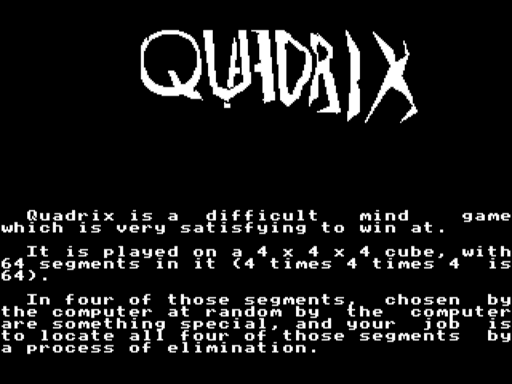 QUADRIX
Quadrix is a difficult mind game
which is very satisfying to win at.
It is played on a 4 x 4 x 4 cube, with
64 segments in it (4 times 4 times 4 is
64).
In four of those segments, chosen by
the computer at random by the computer
are something special, and your job is
to locate all four of those segments by
a process of elimination.